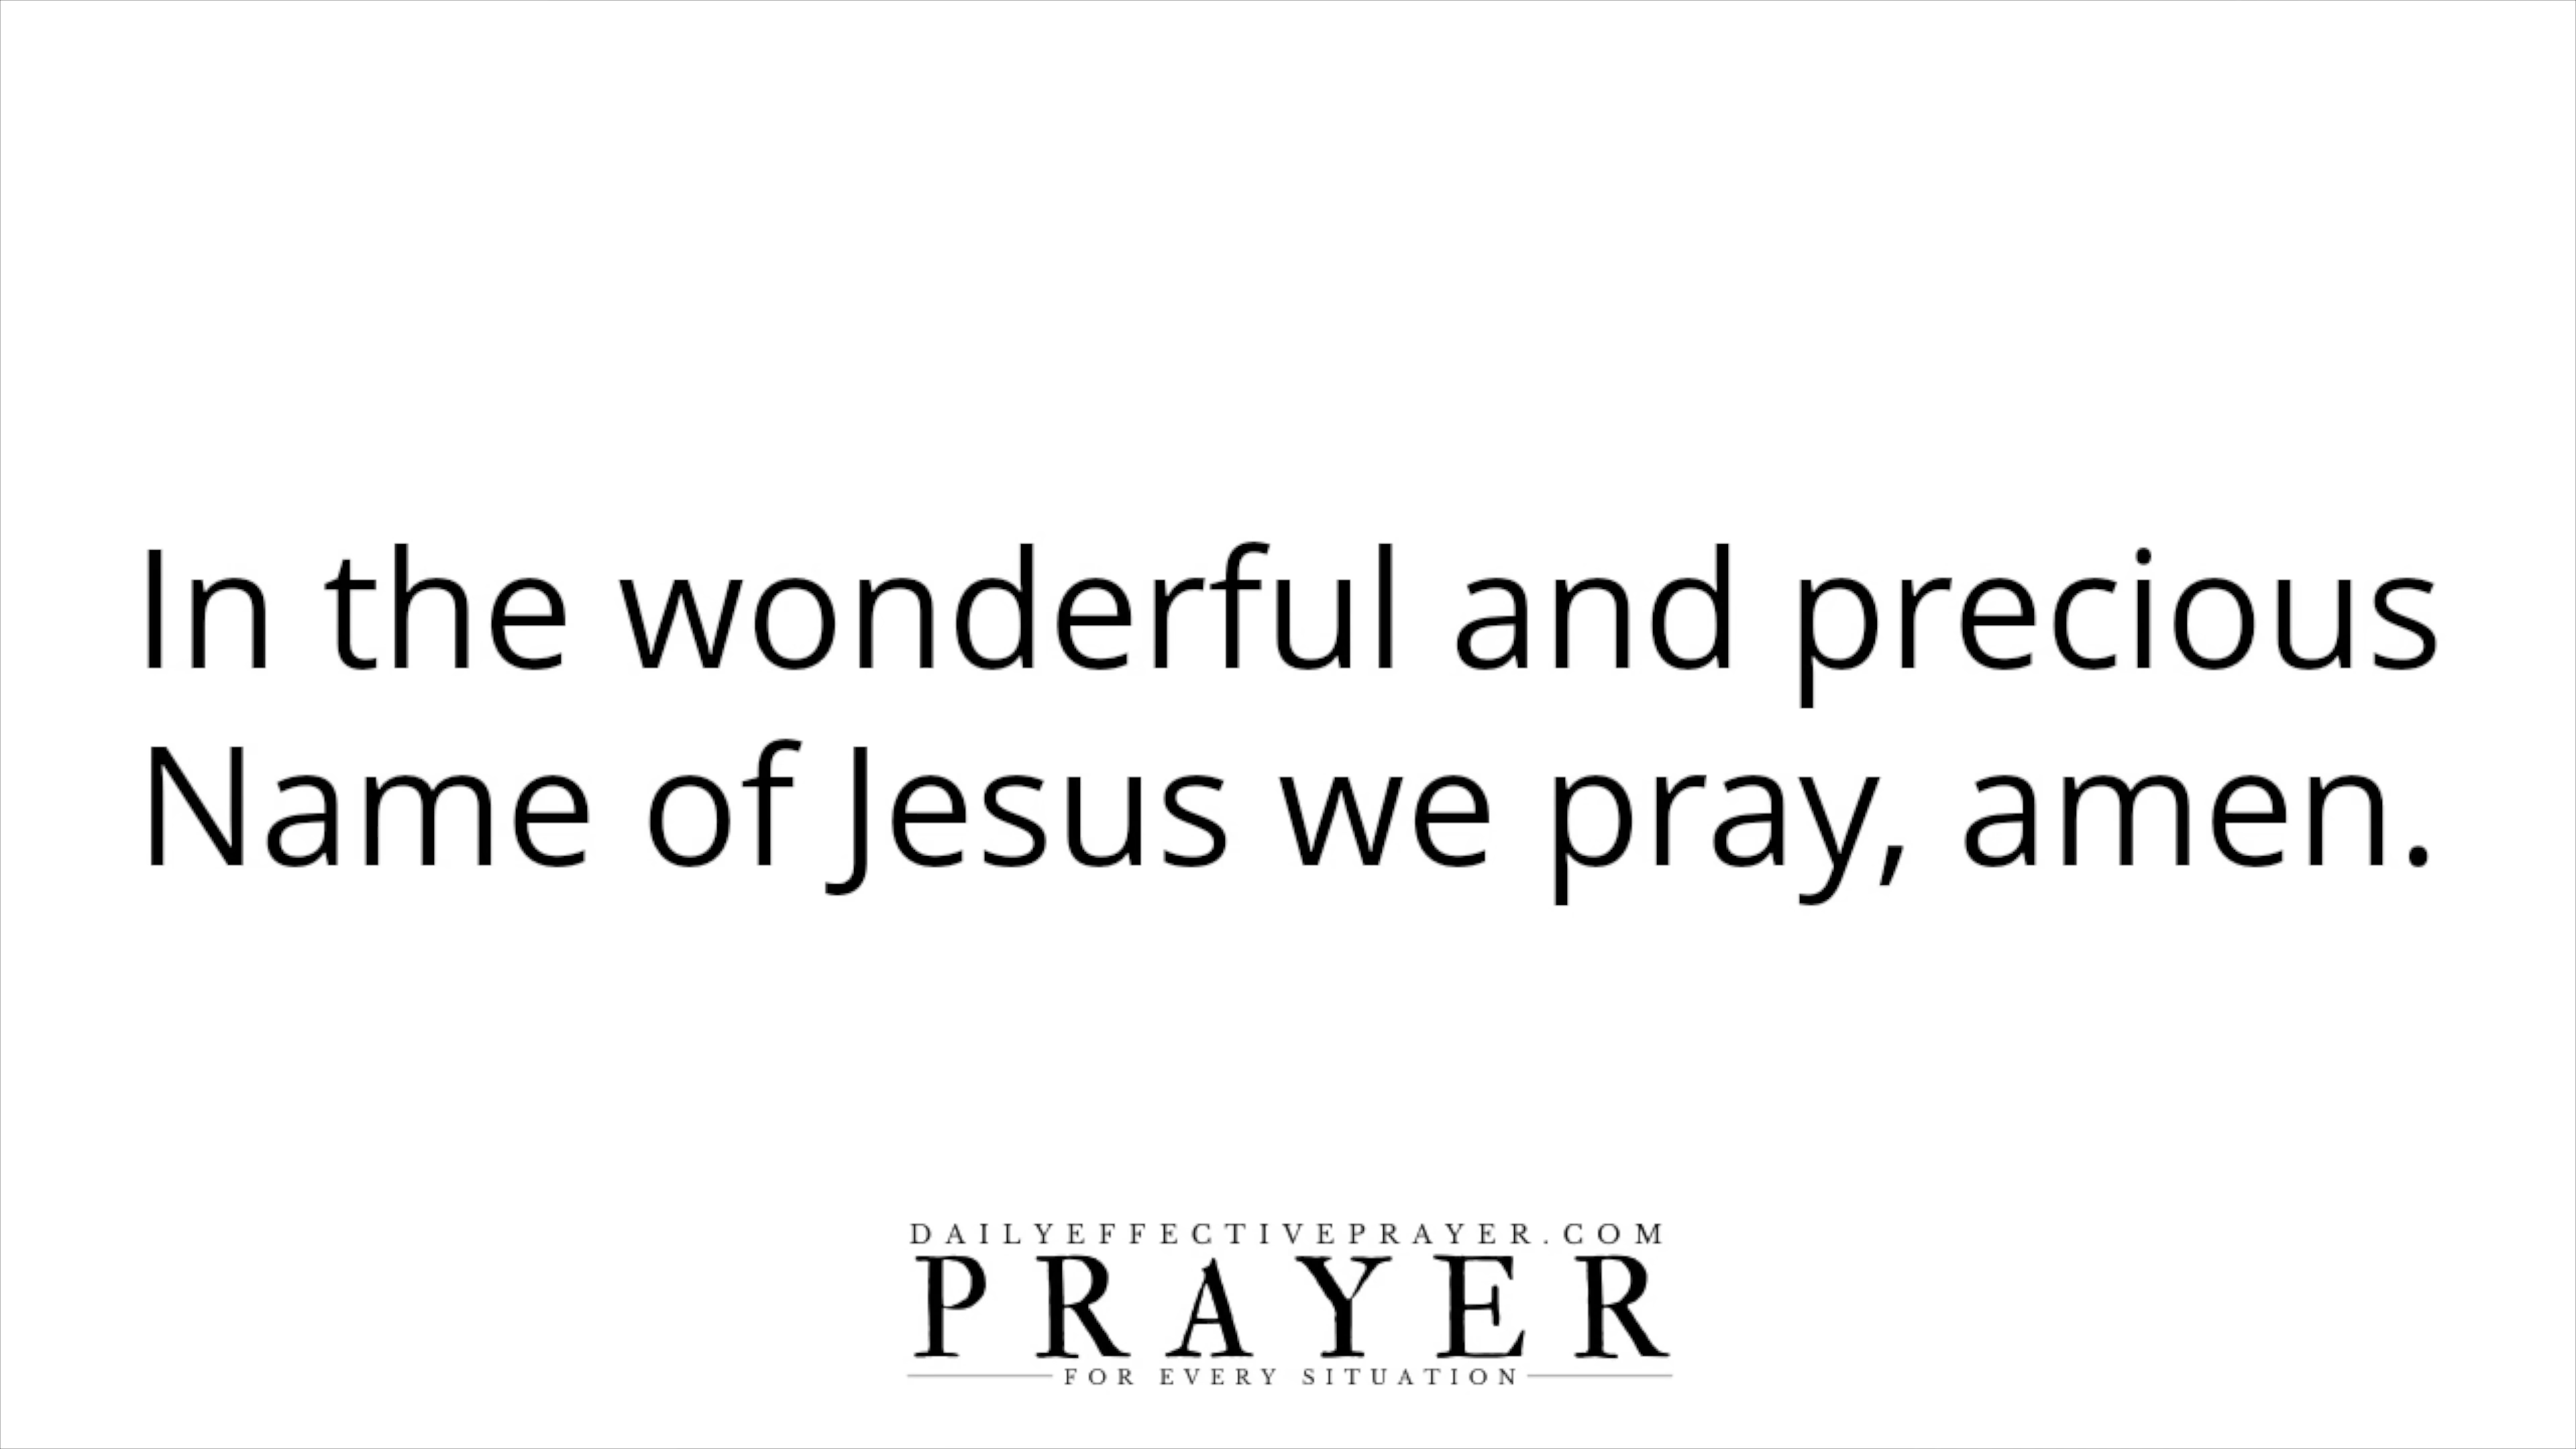 In the wonderful and precious
Name of Jesus we pray, amen.
DAILYEFFECTIVEPRAYER.COM
PRAYER
FOR EVERY SITUATION